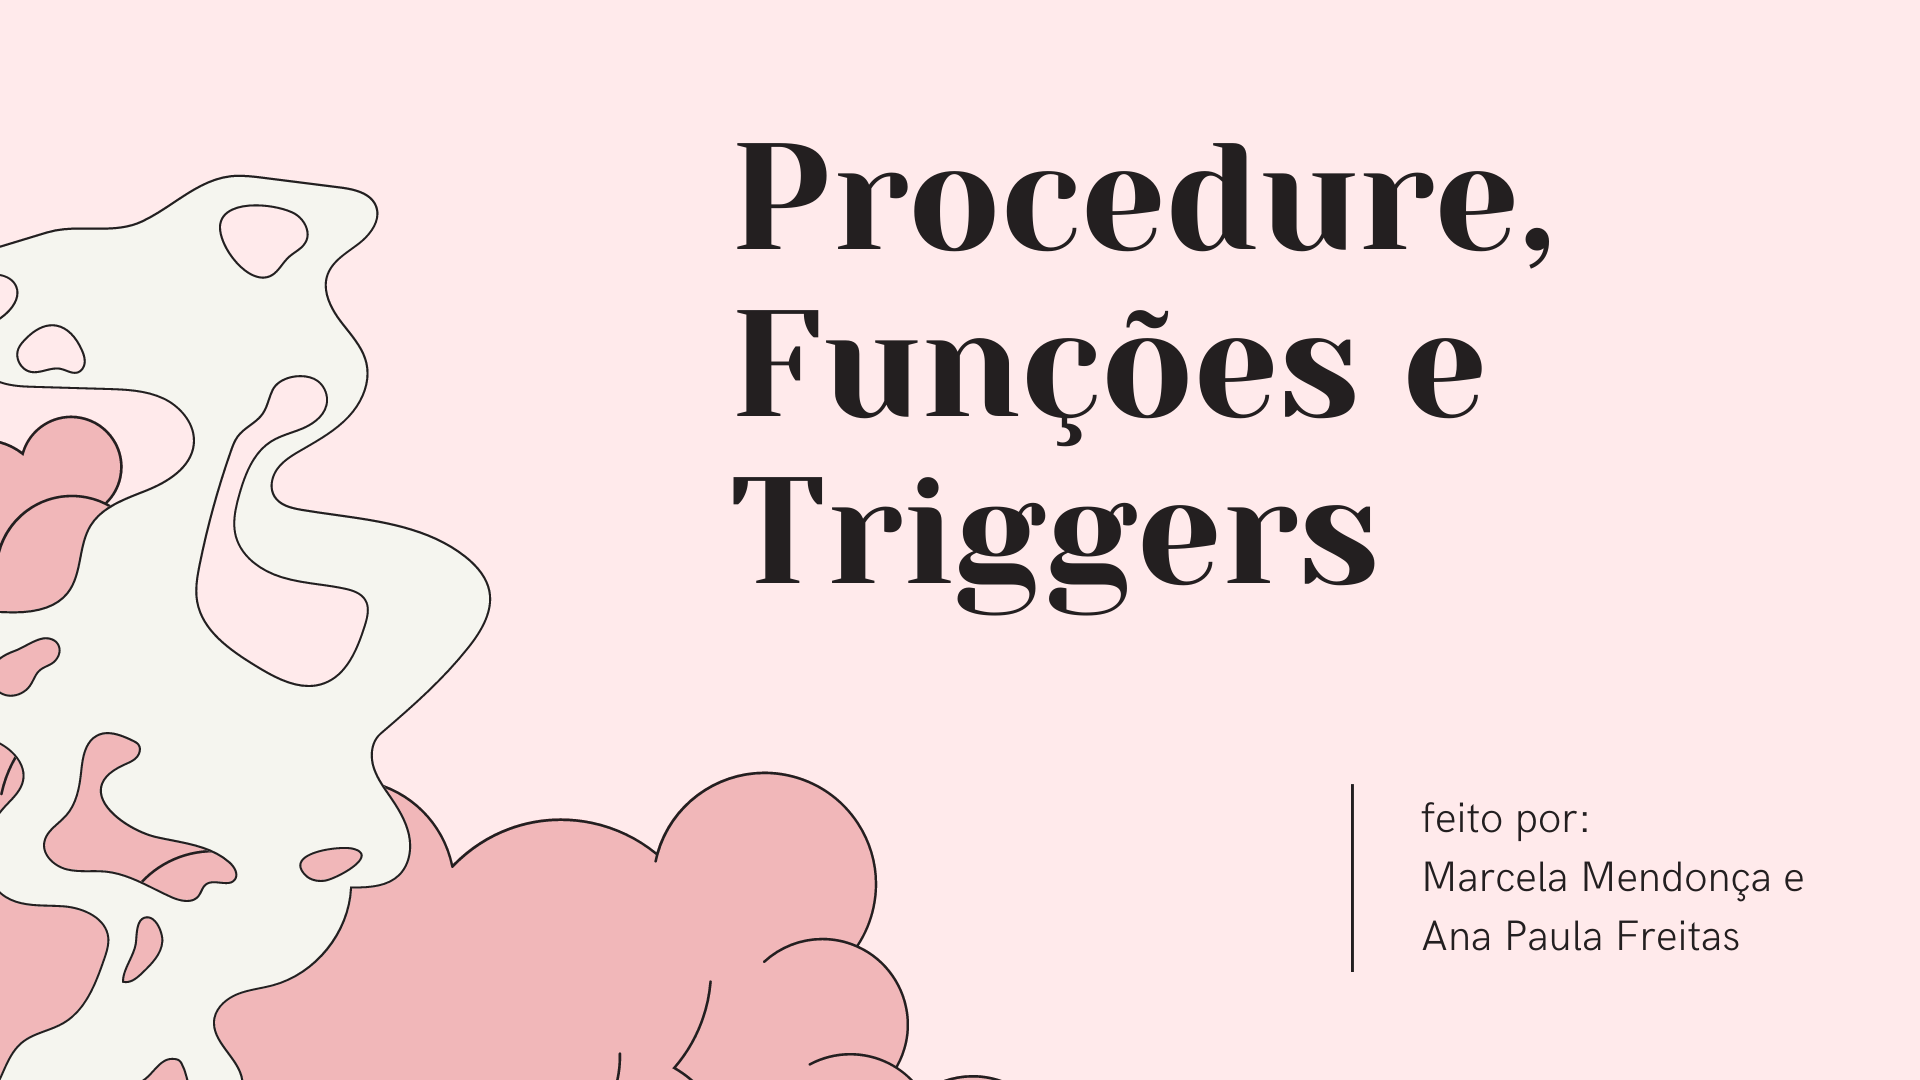 Procedure,
Funções e
Triggers
feito por:
Marcela Mendonça e
Ana Paula Freitas